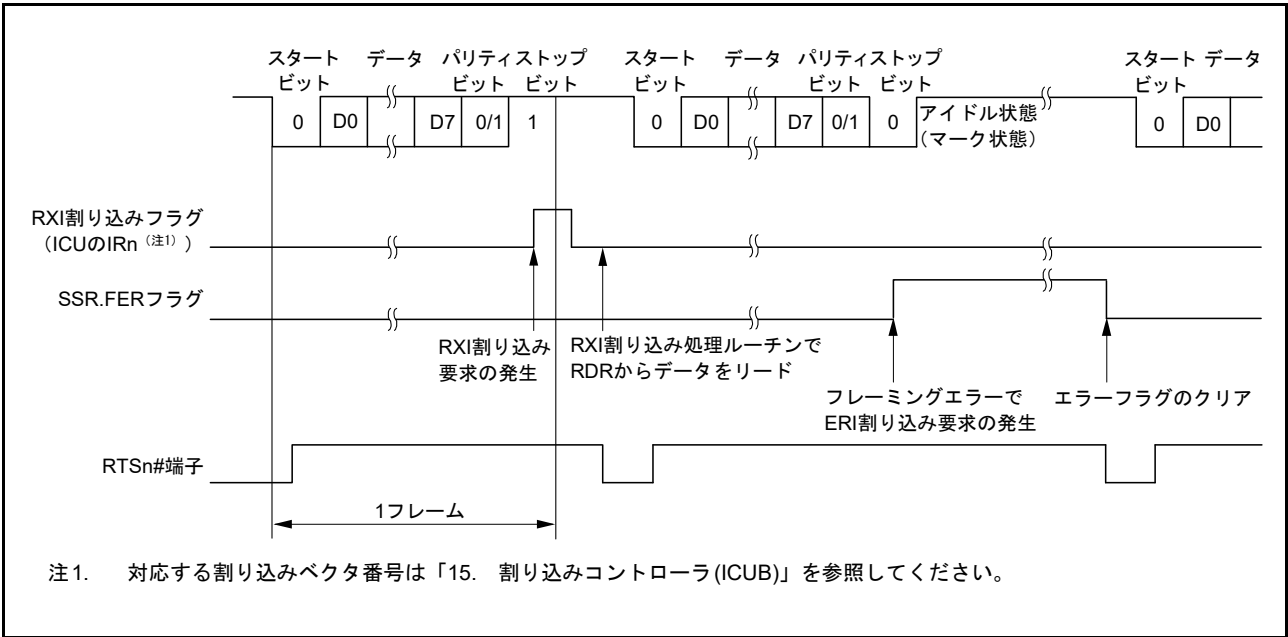 スタート データ パリティストップ スタート データ パリティストップ スタート データ
ビット ビット ビット ビット ビット ビット ビット
0 D0 D7 0/1 1 0 D0 D7 0/1 0 アイドル状態 0 D0
（マーク状態）
RXI割り込みフラグ
（ICUのIRn（注1））
SSR.FERフラグ
RXI割り込み
要求の発生
RXI割り込み処理ルーチンで
RDRからデータをリード
フレーミングエラーで
ERI割り込み要求の発生
エラーフラグのクリア
RTSn#端子
1フレーム
注1. 対応する割り込みベクタ番号は「15. 割り込みコントローラ(ICUB)」を参照してください。